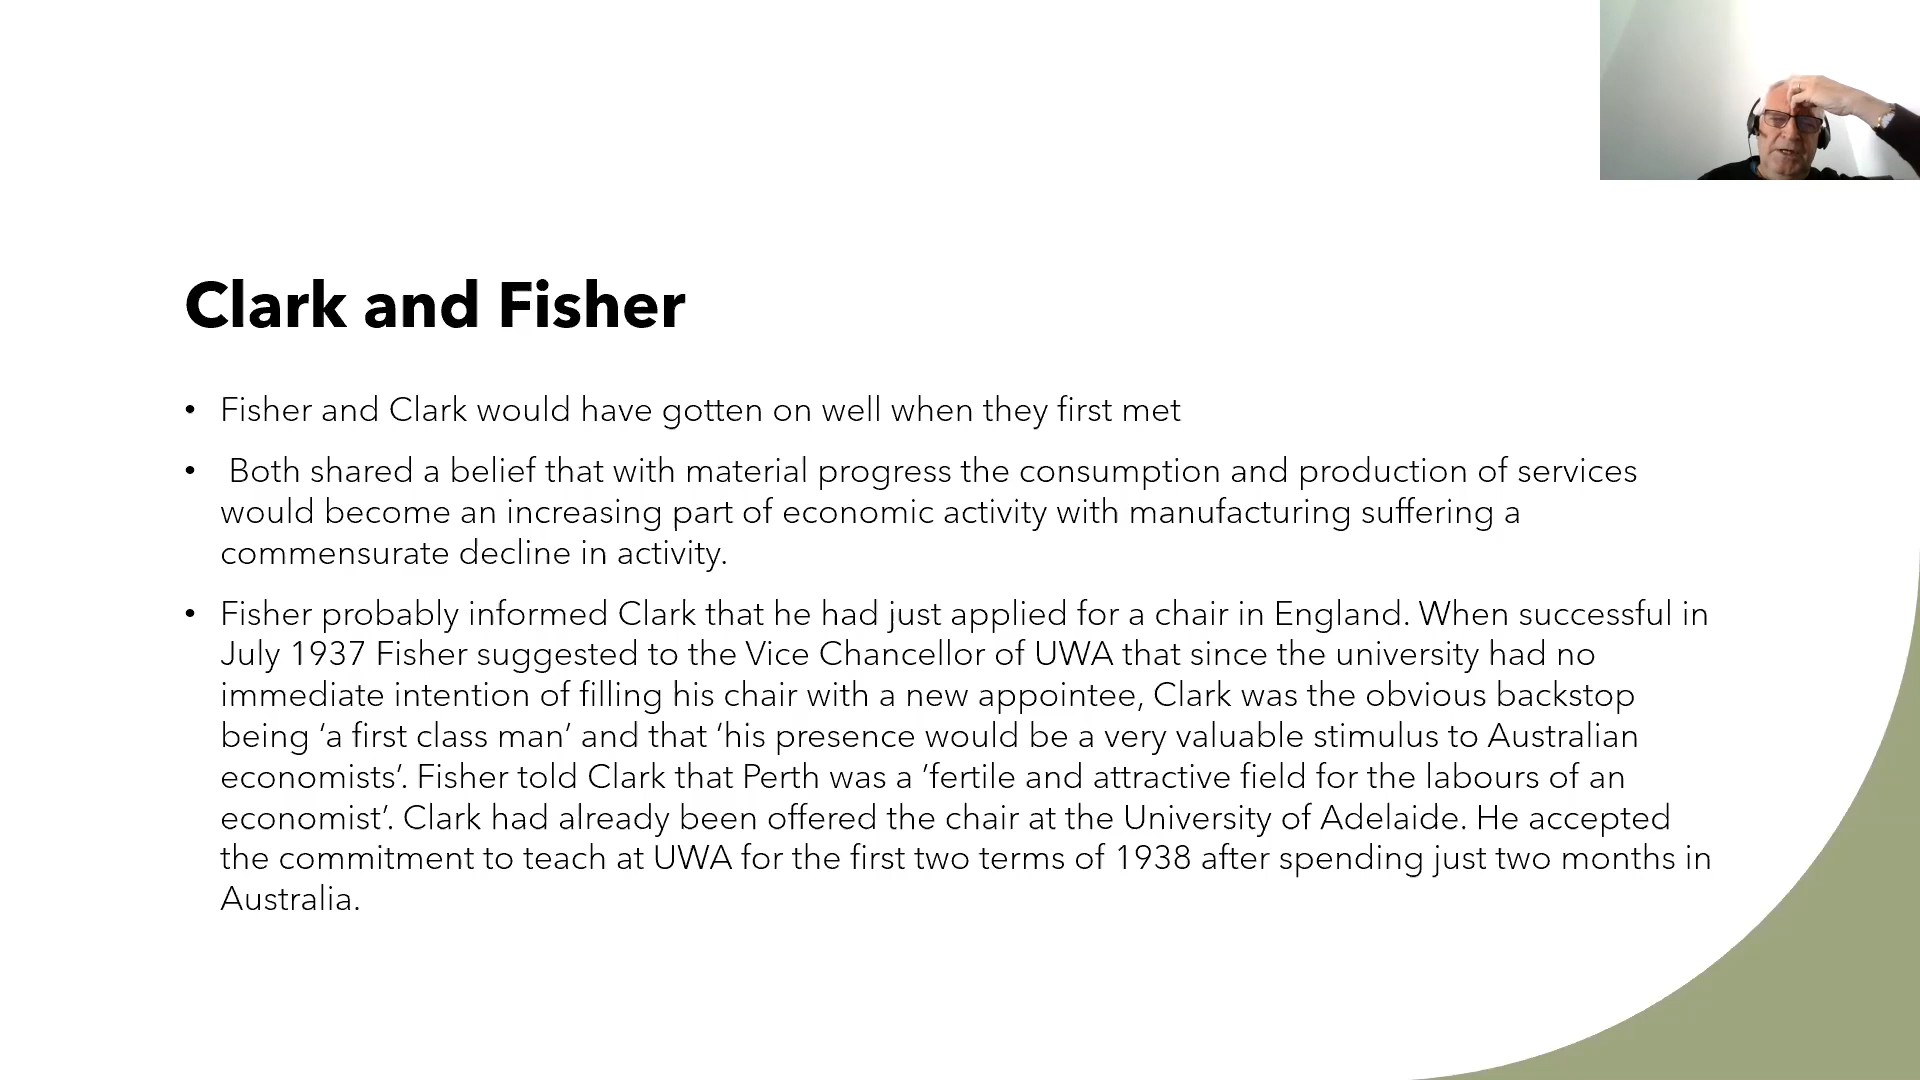 Clark and Fisher
• Fisher and Clark would have gotten on well when they first met
• Both shared a belief that with material progress the consumption and production of services
would become an increasing part of economic activity with manufacturing suffering a
commensurate decline in activity.
• Fisher probably informed Clark that he had just applied for a chair in England. When successful in
July 1937 Fisher suggested to the Vice Chancellor of UWA that since the university had no
immediate intention of filling his chair with a new appointee, Clark was the obvious backstop
being ‘a first class man’ and that ‘his presence would be a very valuable stimulus to Australian
economists’. Fisher told Clark that Perth was a ‘fertile and attractive field for the labours of an
economist’. Clark had already been offered the chair at the University of Adelaide. He accepted
the commitment to teach at UWA for the first two terms of 1938 after spending just two months in
Australia.